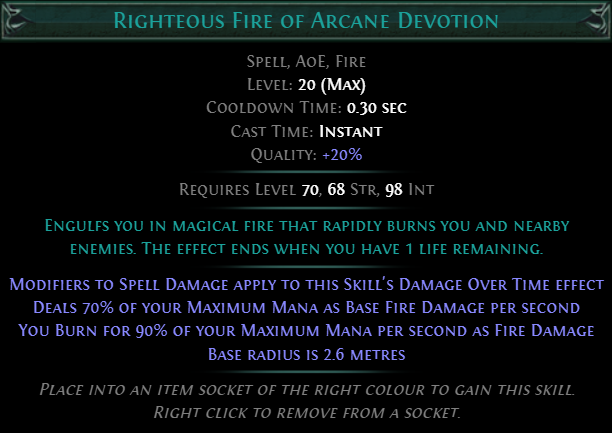 Righteous Fire of Arcane Devotion
Spell, AoE, Fire
Level: 20 (Max)
Cooldown Time: 0.30 sec
Cast Time: Instant
Quality: +20%
Requires Level 70, 68 Str, 98 Int
Engulfs you in magical fire that rapidly burns you and nearby
enemies. The effect ends when you have 1 life remaining.
Modifiers to Spell Damage apply to this Skill's Damage Over Time effect
Deals 70% of your Maximum Mana as Base Fire Damage per second
You Burn for 90% of your Maximum Mana per second as Fire Damage
Base radius is 2.6 metres
Place into an item socket of the right colour to gain this skill.
Right click to remove from a socket.